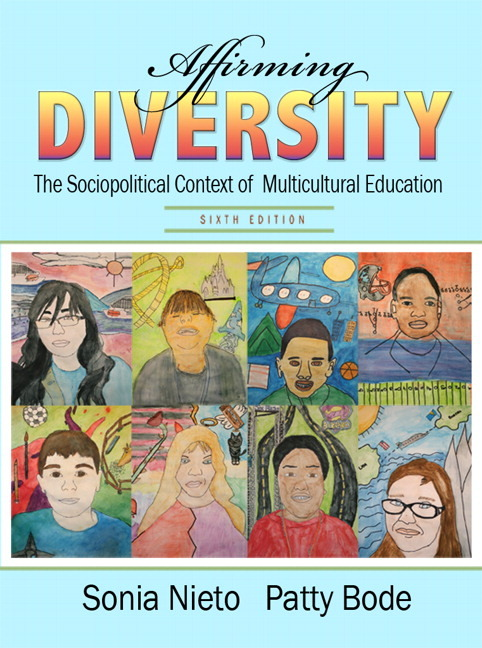 Affirming
DIVERSITY
The Sociopolitical Context of Multicultural Education
SIXTH EDITION
Sonia Nieto Patty Bode